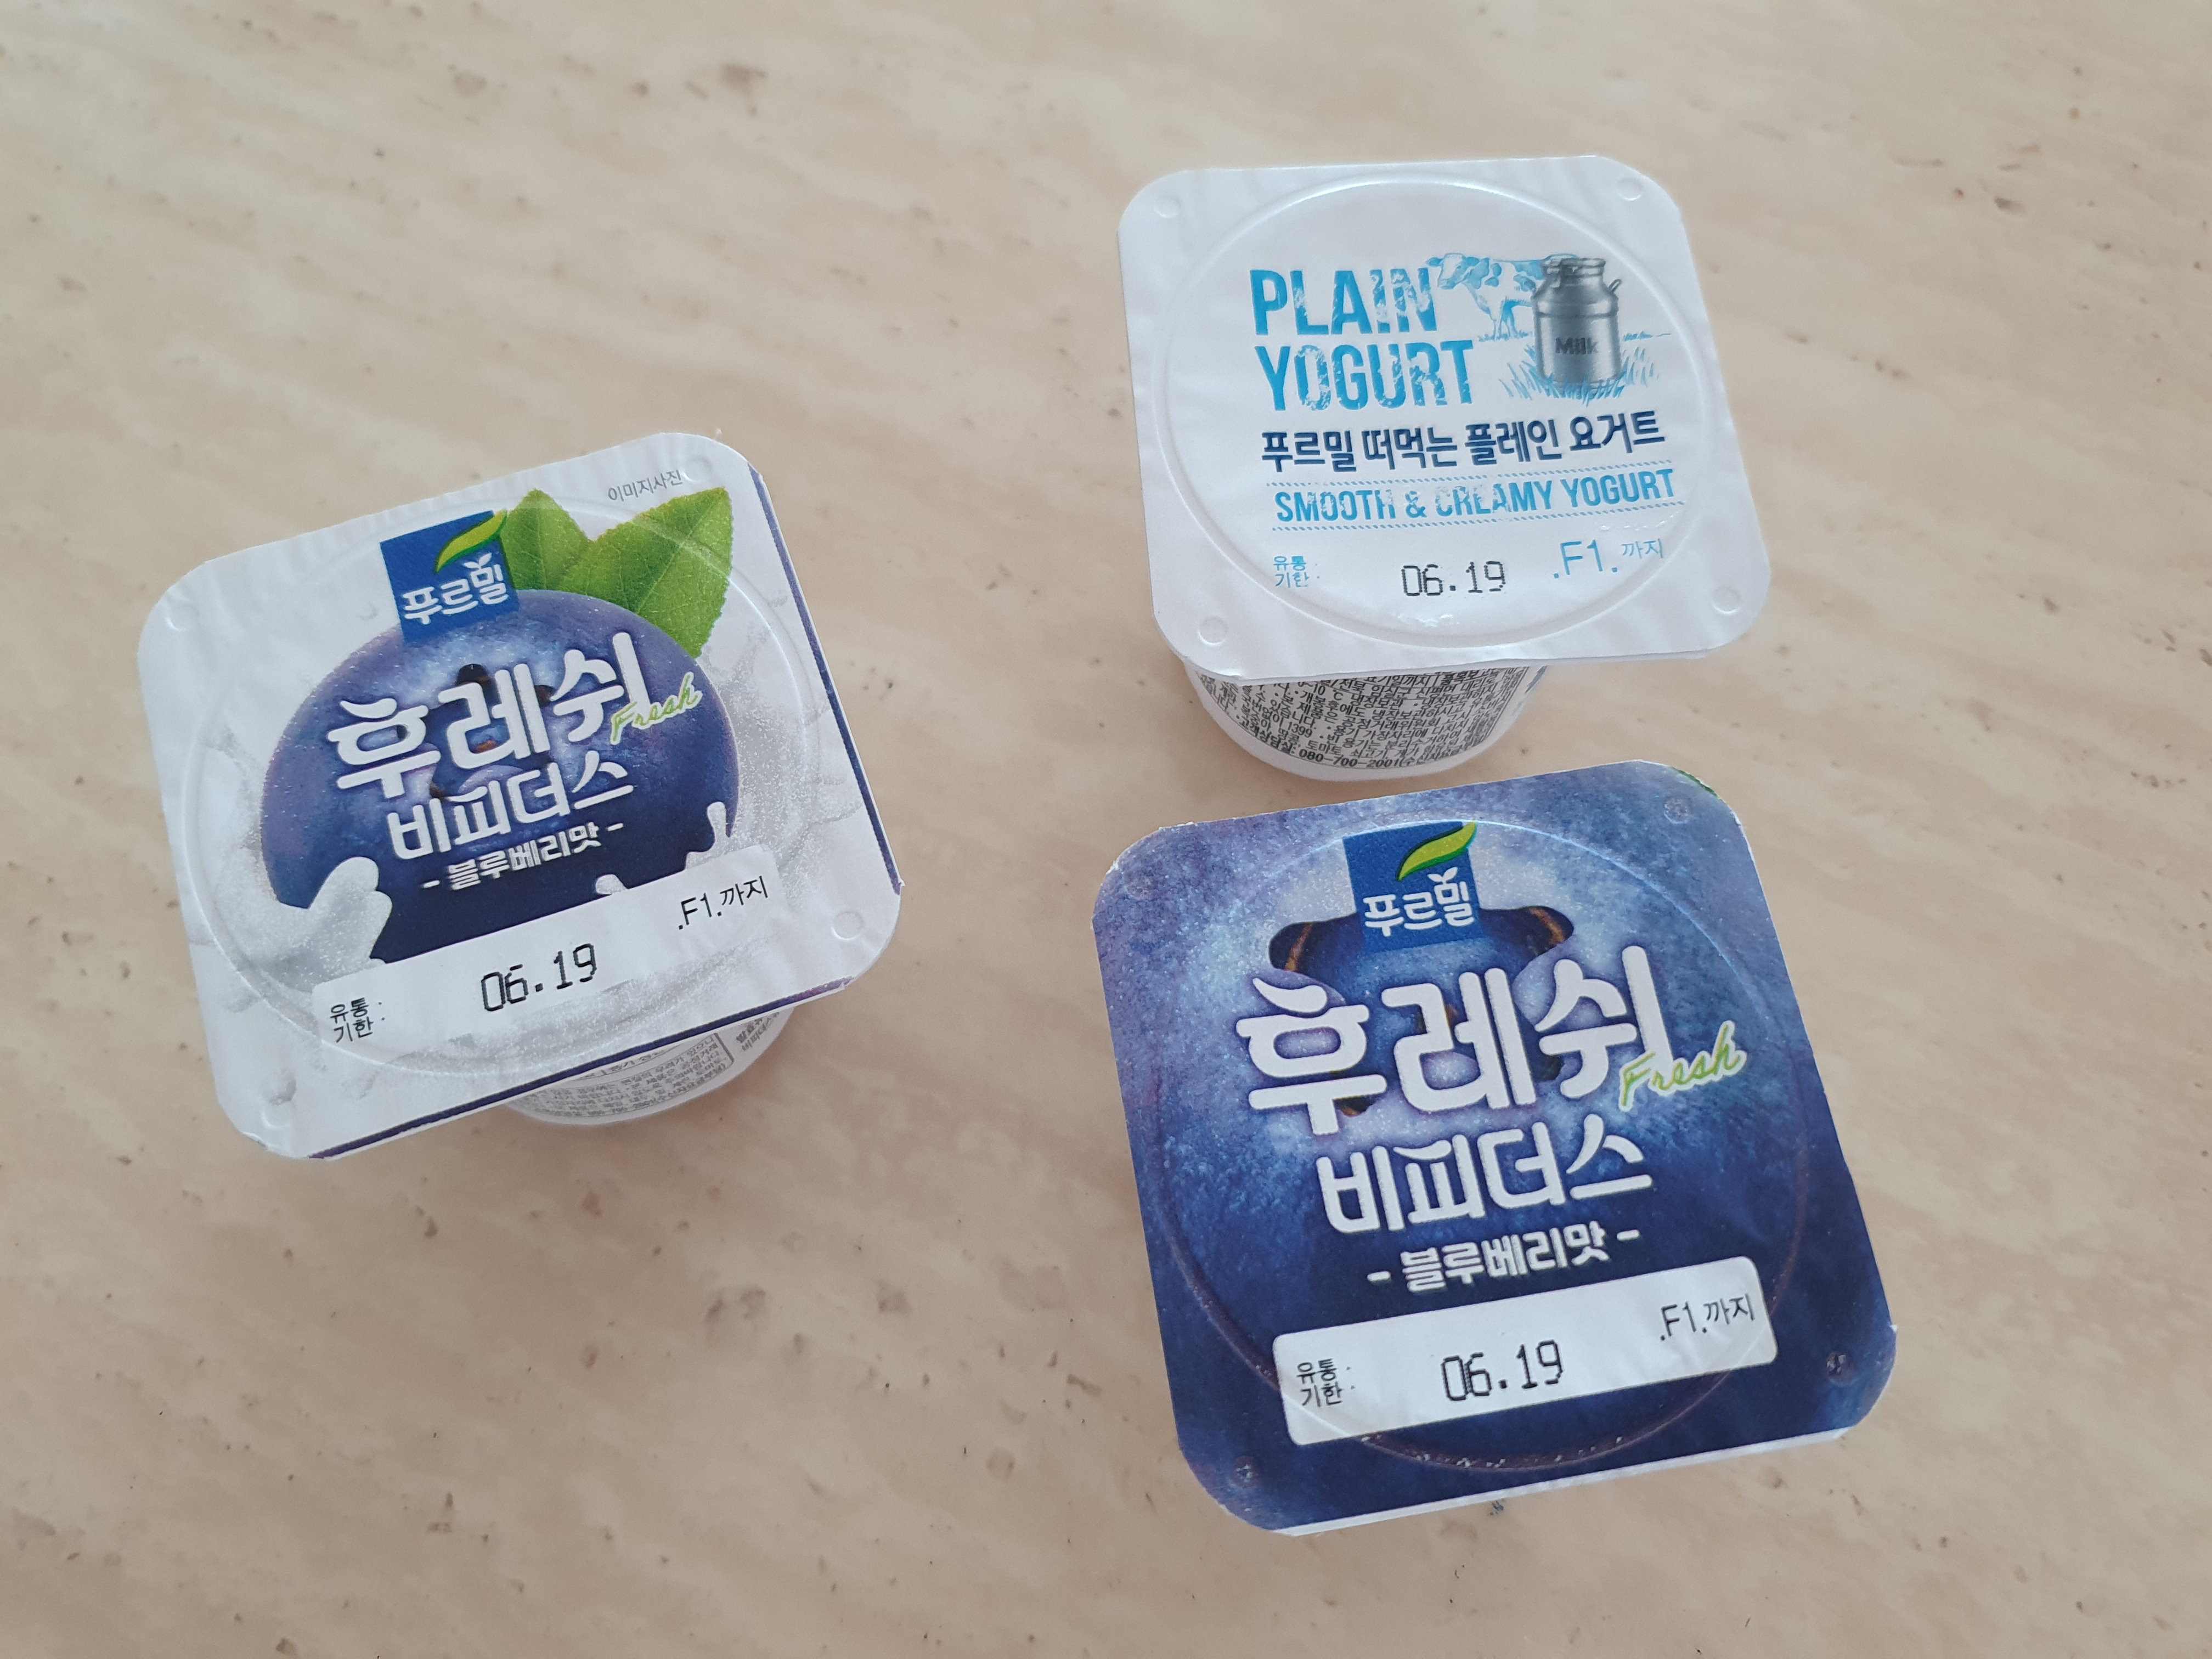 이미지사진
푸르밀
후레쉬
Fresh
비피더스
- 블루베리맛 -
유통
기한 :
06.19 .F1.까지
PLAIN
YOGURT
Milk
푸르밀 떠먹는 플레인 요거트
SMOOTH & CREAMY YOGURT
유통
기한 :
06.19 .F1.까지
080-700-2001
푸르밀
후레쉬
Fresh
비피더스
- 블루베리맛 -
유통
기한 :
06.19 .F1.까지